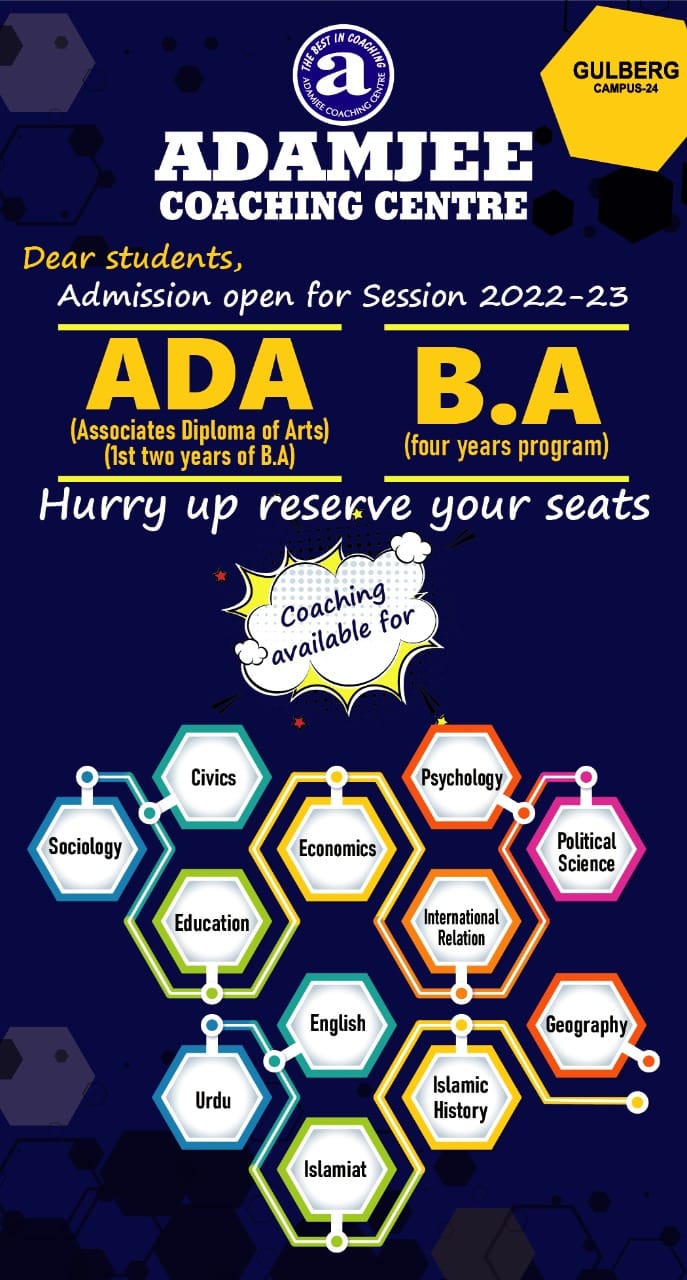 THE BEST IN COACHING
a
ADAMJEE COACHING CENTRE
GULBERG
CAMPUS-24
ADAMJEE
COACHING CENTRE
Dear students,
Admission open for Session 2022-23
ADA
(Associates Diploma of Arts)
(1st two years of B.A)
B.A
(four years program)
Hurry up reserve your seats
Coaching
available for
Civics
Psychology
Sociology
Economics
Political
Science
Education
International
Relation
English
Geography
Urdu
Islamic
History
Islamiat